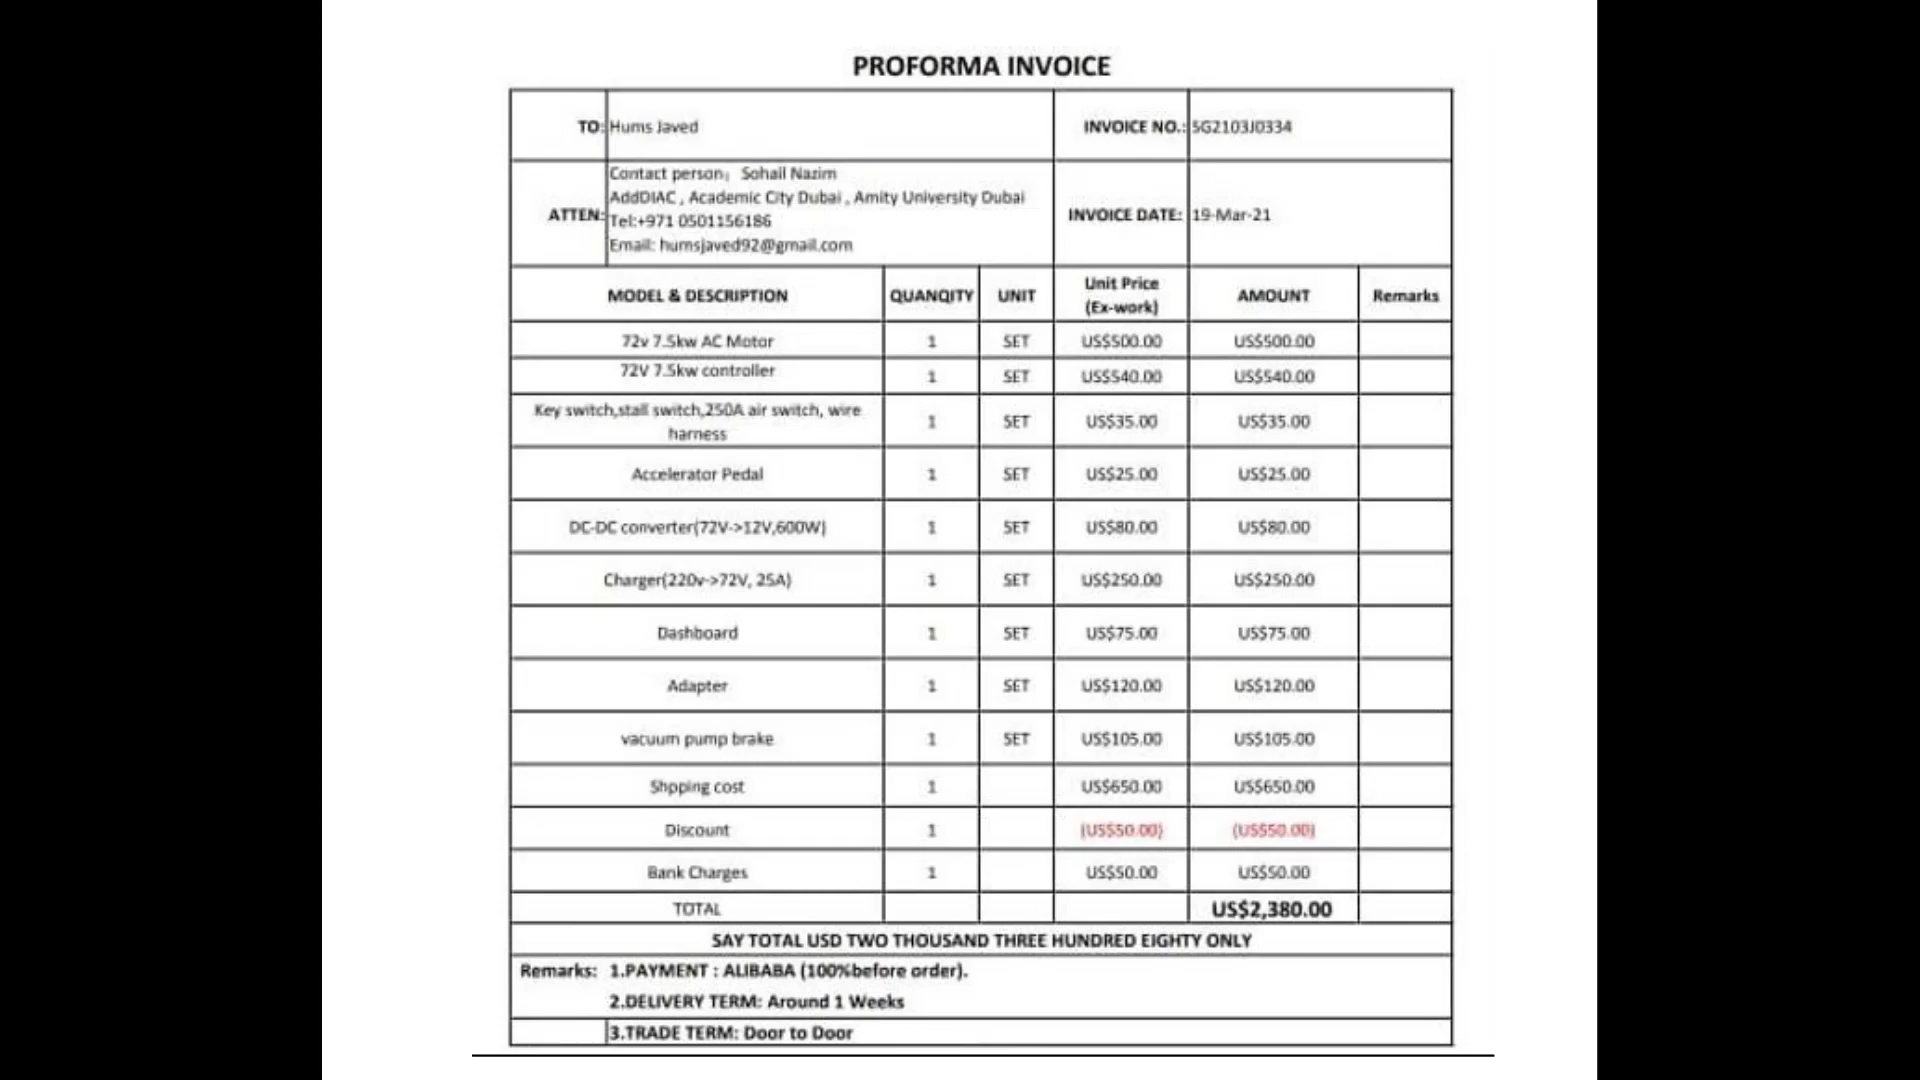 PROFORMA INVOICE
TO: Hums Javed INVOICE NO.: SG2103J0334
ATTEN: Contact person: Sohail Nazim
AddDIAC , Academic City Dubai , Amity University Dubai
Tel:+971 0501156186
Email: humsjaved92@gmail.com
INVOICE DATE: 19-Mar-21
MODEL & DESCRIPTION QUANQITY UNIT Unit Price (Ex-work) AMOUNT Remarks
72v 7.5kw AC Motor 1 SET US$500.00 US$500.00
72V 7.5kw controller 1 SET US$540.00 US$540.00
Key switch,stall switch,250A air switch, wire
harness 1 SET US$35.00 US$35.00
Accelerator Pedal 1 SET US$25.00 US$25.00
DC-DC converter(72V->12V,600W) 1 SET US$80.00 US$80.00
Charger(220v->72V, 25A) 1 SET US$250.00 US$250.00
Dashboard 1 SET US$75.00 US$75.00
Adapter 1 SET US$120.00 US$120.00
vacuum pump brake 1 SET US$105.00 US$105.00
Shpping cost 1 US$650.00 US$650.00
Discount 1 (US$50.00) (US$50.00)
Bank Charges 1 US$50.00 US$50.00
TOTAL US$2,380.00
SAY TOTAL USD TWO THOUSAND THREE HUNDRED EIGHTY ONLY
Remarks: 1.PAYMENT : ALIBABA (100%before order).
2.DELIVERY TERM: Around 1 Weeks
3.TRADE TERM: Door to Door